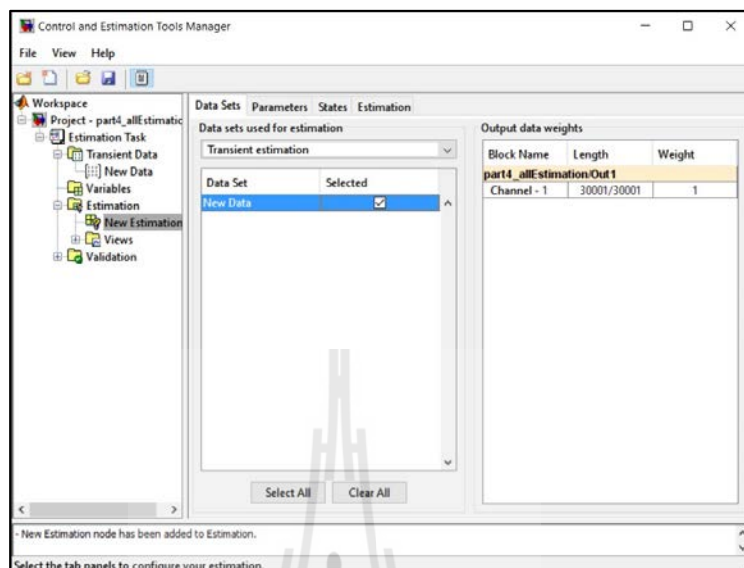 Control and Estimation Tools Manager
File View Help
Workspace
Project - part4_allEstimatic
Estimation Task
Transient Data
New Data
Variables
Estimation
New Estimation
Views
Validation
Data Sets Parameters States Estimation
Data sets used for estimation
Transient estimation
Data Set Selected
New Data
Select All Clear All
Output data weights
Block Name Length Weight
part4_allEstimation/Out1
Channel - 1 30001/30001 1
- New Estimation node has been added to Estimation.
Select the tab panels to configure your estimation.